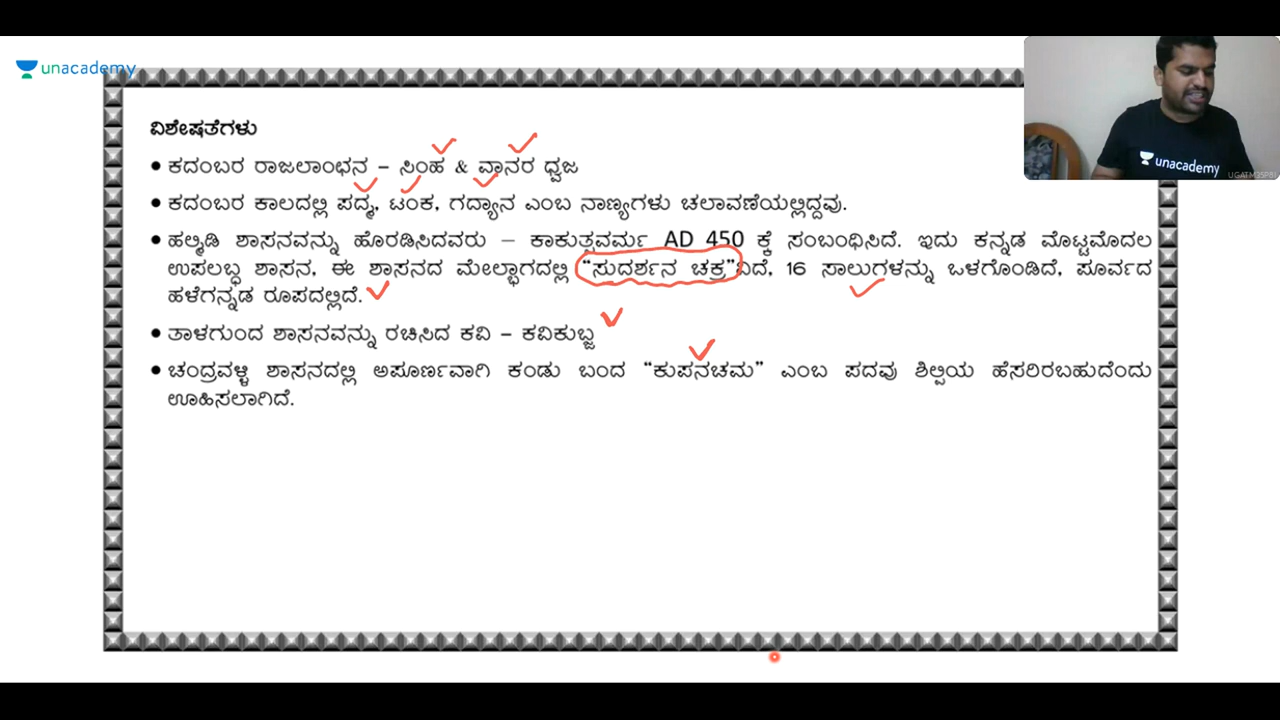 unacademy
ವಿಶೇಷತೆಗಳು
• ಕದಂಬರ ರಾಜಲಾಂಛನ – ಸಿಂಹ & ವಾನರ ಧ್ವಜ
• ಕದಂಬರ ಕಾಲದಲ್ಲಿ ಪದ್ಮ, ಟಂಕ, ಗದ್ಯಾನ ಎಂಬ ನಾಣ್ಯಗಳು ಚಲಾವಣೆಯಲ್ಲಿದ್ದವು.
• ಹಲ್ಮಿಡಿ ಶಾಸನವನ್ನು ಹೊರಡಿಸಿದವರು – ಕಾಕುತ್ಸವರ್ಮ AD 450 ಕ್ಕೆ ಸಂಬಂಧಿಸಿದೆ. ಇದು ಕನ್ನಡ ಮೊಟ್ಟಮೊದಲ
ಉಪಲಬ್ಧ ಶಾಸನ, ಈ ಶಾಸನದ ಮೇಲ್ಭಾಗದಲ್ಲಿ “ಸುದರ್ಶನ ಚಕ್ರ”ವಿದೆ, 16 ಸಾಲುಗಳನ್ನು ಒಳಗೊಂಡಿದೆ, ಪೂರ್ವದ
ಹಳೆಗನ್ನಡ ರೂಪದಲ್ಲಿದೆ.
• ತಾಳಗುಂದ ಶಾಸನವನ್ನು ರಚಿಸಿದ ಕವಿ – ಕವಿಕುಬ್ಜ
• ಚಂದ್ರವಳ್ಳಿ ಶಾಸನದಲ್ಲಿ ಅಪೂರ್ಣವಾಗಿ ಕಂಡು ಬಂದ “ಕುಪನಚಮ” ಎಂಬ ಪದವು ಶಿಲ್ಪಿಯ ಹೆಸರಿರಬಹುದೆಂದು
ಊಹಿಸಲಾಗಿದೆ.
unacademy